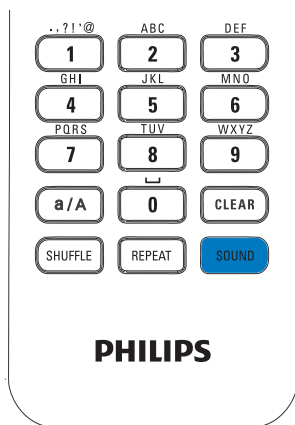 .,?!'@ ABC DEF
1 2 3
GHI JKL MNO
4 5 6
PQRS TUV WXYZ
7 8 9
a/A 0 CLEAR
SHUFFLE REPEAT SOUND
PHILIPS